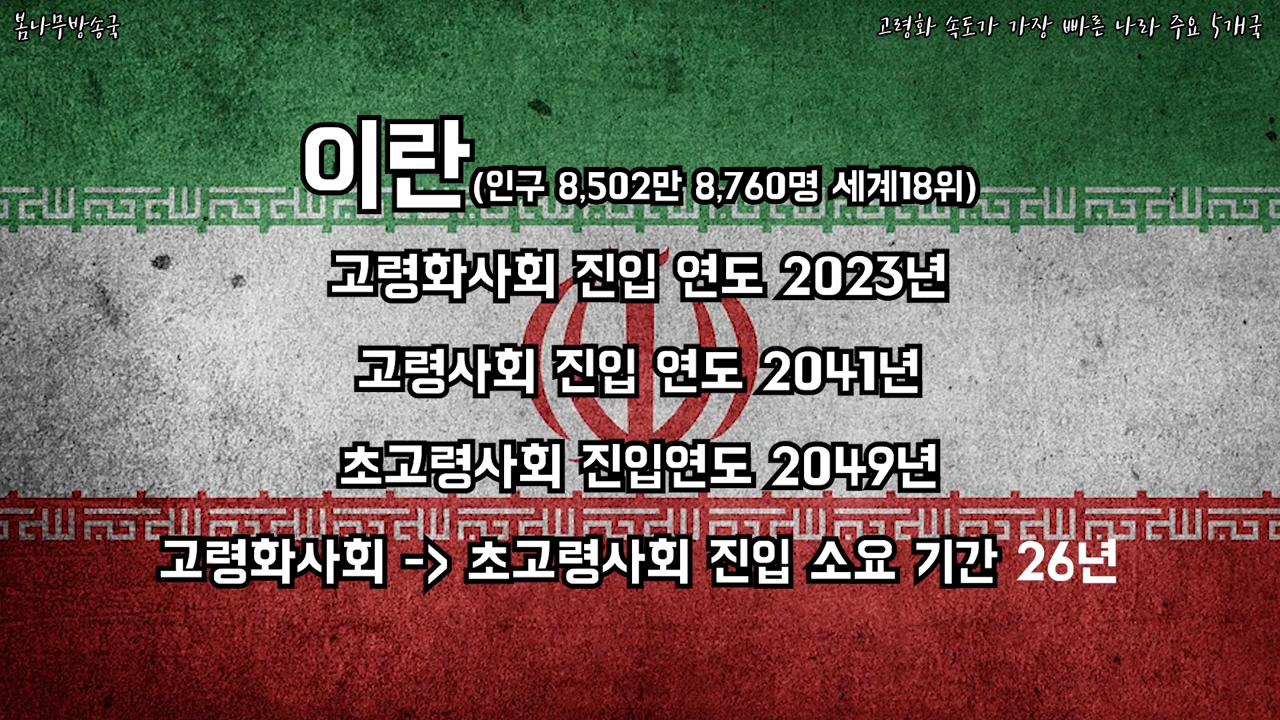 봄나무방송국
고령화 속도가 가장 빠른 나라 주요 5개국
이란(인구 8,502만 8,760명 세계18위)
고령화사회 진입 연도 2023년
고령사회 진입 연도 2041년
초고령사회 진입연도 2049년
고령화사회 -> 초고령사회 진입 소요 기간 26년